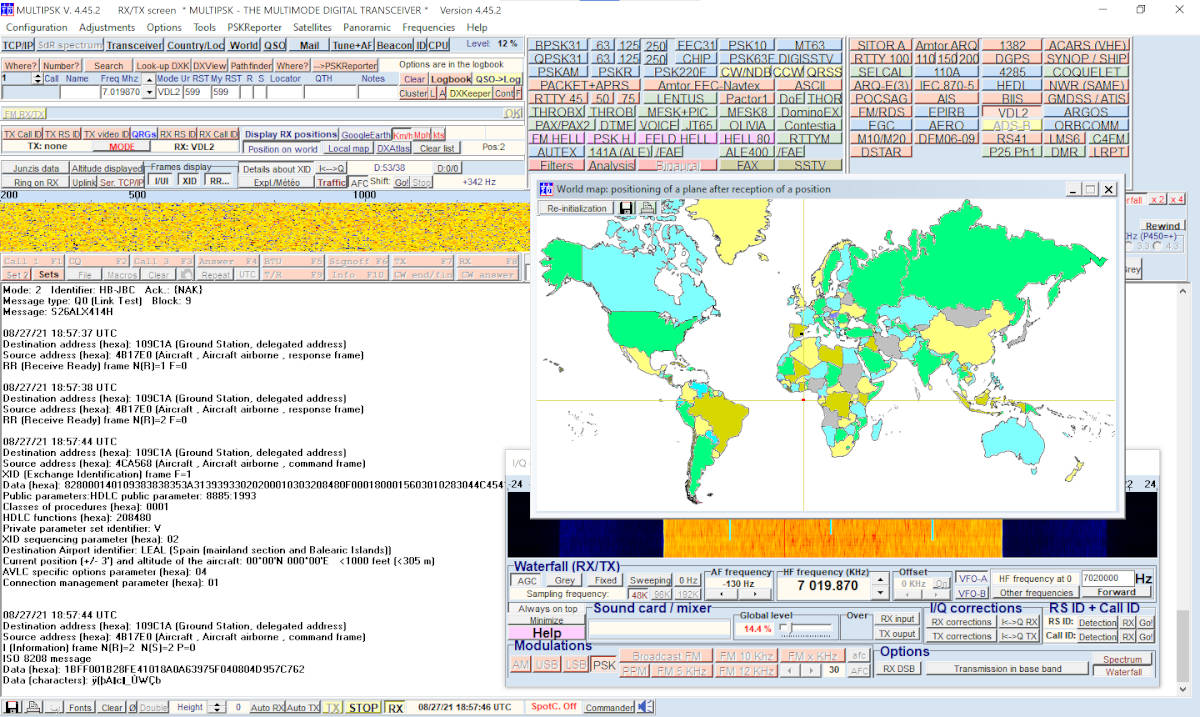 MULTIPSK V. 4.45.2 RX/TX screen * MULTIPSK - THE MULTIMODE DIGITAL TRANSCEIVER * Version 4.45.2
Configuration Adjustments Options Tools PSKReporter Satellites Panoramic Frequencies Help
TCP/IP SdR spectrum Transceiver Country/Loc World QSO Mail Tune+AF Beacon ID CPU Level: 12 %
Where? Number? Search Look-up DXK DXView Pathfinder Where? -->PSKReporter Options are in the logbook
1 Call Name Freq Mhz Mode Ur RST My RST R S Locator QTH Notes Clear Logbook QSO->Log
7.019870 VDL2 599 599 Cluster L A DXKeeper Cont F
FM RX/TX OK
TX Call ID TX RS ID TX video ID QRGs RX RS ID RX Call ID Display RX positions GoogleEarth Km/h Mph kts
TX: none MODE RX: VDL2 Position on world Local map DXAtlas Clear list Pos:2
Junzis data Altitude displayed Frames display Details about XID I<-->Q D:53/38 D:0/0
Ring on RX Uplink Ser. TCP/IP I/UI XID RR... Expl./Météo Traffic AFC Shift: Go! Stop +342 Hz
200 500 1000
Call 1 F1 CQ F2 Call 3 F3 Answer F4 BTU F5 Signoff F6 TX F7 RX F8
Set 2 Sets File Macros Clear Repeat UTC T/R F9 Info. F10 CW end/fin CW answer
BPSK31 63 125 250 EEC31 PSK10 MT63
QPSK31 63 125 250 CHIP PSK63F DIGISSTV
PSKAM PSKR PSK220F CW/NDB CCW QRSS
PACKET+APRS Amtor FEC-Navtex ASCII
RTTY 45 50 75 LENTUS Pactor1 DoF THOR
THROBX THROB MFSK+PIC MFSK8 DominoEX
PAX/PAX2 DTMF VOICE JT65 OLIVIA Contestia
FM HELL PSK H FELD HELL HELL 80 RTTYM
AUTEX 141A (ALE) /FAE ALE400 /FAE
Filters Analysis Binaural FAX SSTV
SITOR A Amtor ARQ 1382 ACARS (VHF)
RTTY 100 110 150 200 DGPS SYNOP / SHIP
SELCAL 110A 4285 COQUELET
ARQ-E(3) IEC 870-5 HFDL NWR (SAME)
POCSAG AIS BIIS GMDSS / ATIS
FM/RDS EPIRB VDL2 ARGOS
EGC AERO ADS-B ORBCOMM
M10/M20 DFM06-09 RS41 LMS6 C4FM
DSTAR P25 Ph1 DMR LRPT
World map: positioning of a plane after reception of a position
Re-initialization
x 2 x 4
Rewind
Mode: 2 Identifier: HB-JBC Ack.: {NAK}
Message type: Q0 (Link Test) Block: 9
Message: S26ALX414H
08/27/21 18:57:37 UTC
Destination address (hexa): 109C1A (Ground Station, delegated address)
Source address (hexa): 4B17E0 (Aircraft , Aircraft airborne , response frame)
RR (Receive Ready) frame N(R)=1 F=0
08/27/21 18:57:38 UTC
Destination address (hexa): 109C1A (Ground Station, delegated address)
Source address (hexa): 4B17E0 (Aircraft , Aircraft airborne , response frame)
RR (Receive Ready) frame N(R)=2 F=0
08/27/21 18:57:44 UTC
Destination address (hexa): 109C1A (Ground Station, delegated address)
Source address (hexa): 4CA568 (Aircraft , Aircraft airborne , command frame)
XID (Exchange Identification) frame F=1
Public parameters:HDLC public parameter: 8885:1993
Classes of procedures (hexa): 0001
HDLC functions (hexa): 208480
Private parameter set identifier: V
XID sequencing parameter (hexa): 02
Destination Airport identifier: LEAL (Spain (mainland section and Balearic Islands))
Current position (+/- 3') and altitude of the aircraft: 00°00'N 000°00'E <1000 feet (<305 m)
AVLC specific options parameter (hexa): 04
Connection management parameter (hexa): 01
08/27/21 18:57:44 UTC
Destination address (hexa): 109C1A (Ground Station, delegated address)
Source address (hexa): 4B17E0 (Aircraft , Aircraft airborne , command frame)
I (Information) frame N(R)=2 N(S)=2 P=0
ISO 8208 message
Data (hexa): 1BFF001B28FE41018A0A63975F040804D957C762
Data (characters):
I/Q
-24 22 24
Waterfall (RX/TX)
AGC Grey Fixed Sweeping 0 Hz
Sampling frequency: 48K 96K 192K
AF frequency
-130 Hz
HF frequency (KHz)
7 019.870
Offset
0 KHz On
VFO-A HF frequency at 0 7020000 Hz
VFO-B Other frequencies Forward
Always on top
Minimize
Help
Sound card / mixer
Global level
14.4 %
Over RX input
TX ouput
I/Q corrections
RX corrections I<->Q RX
TX corrections I<->Q TX
RS ID + Call ID
RS ID: Detection RX Go!
Call ID: Detection RX Go!
Modulations
AM USB LSB PSK Broadcast FM FM 10 Khz FM x KHz afc
PPM FM 5 KHz FM 12 KHz 30 AFC
Options
RX DSB Transmission in base band Spectrum
Waterfall
Fonts Clear Ø Double Height 0 Auto RX Auto TX TX STOP RX 08/27/21 18:57:46 UTC SpotC. Off Commander